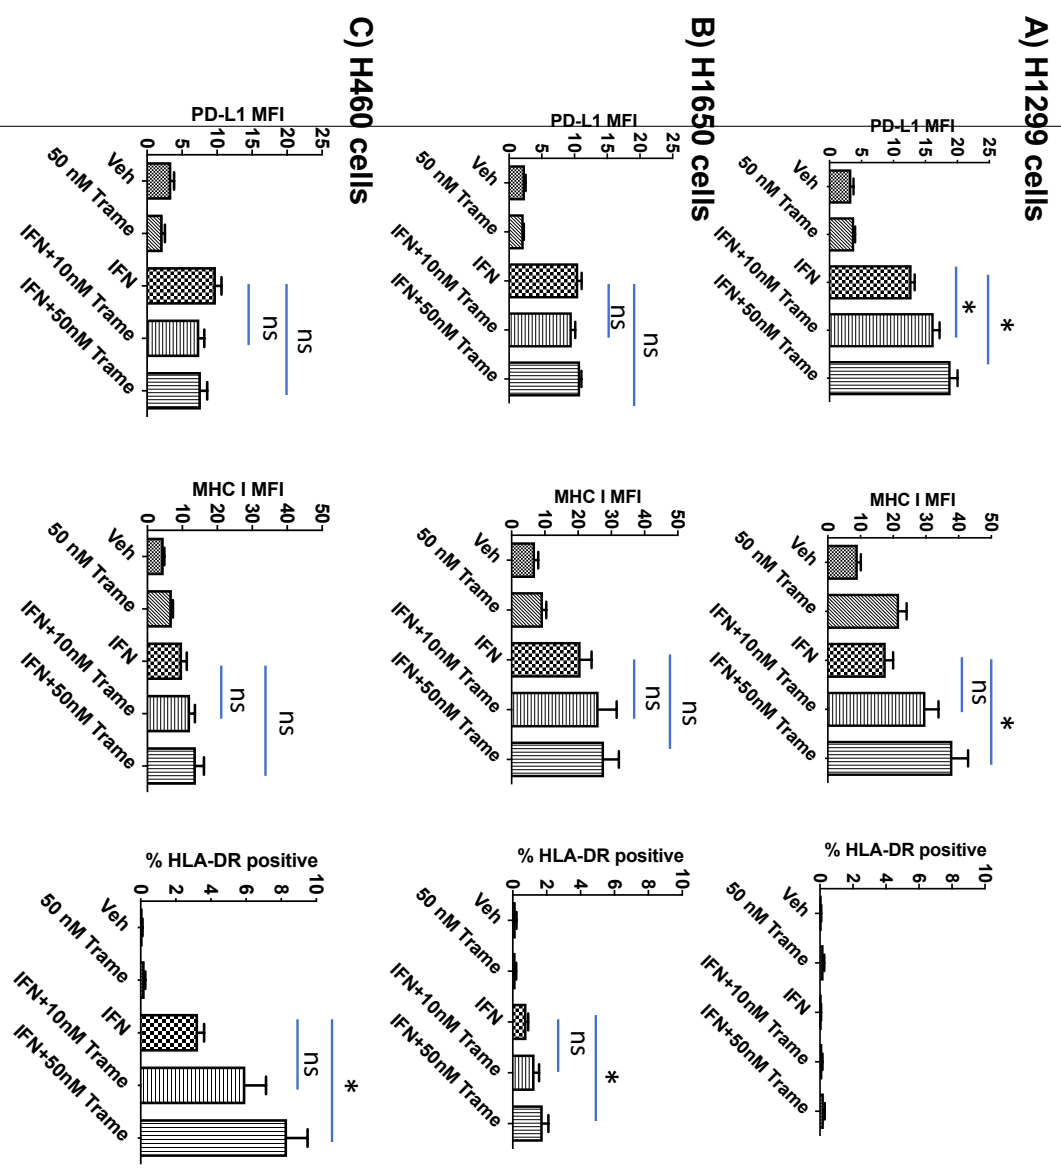 A) H1299 cells
PD-L1 MFI
0 5 10 15 20 25
Veh
50 nM Trame
IFN
IFN+10nM Trame
IFN+50nM Trame
*
*
MHC I MFI
0 10 20 30 40 50
Veh
50 nM Trame
IFN
IFN+10nM Trame
IFN+50nM Trame
ns
*
% HLA-DR positive
0 2 4 6 8 10
Veh
50 nM Trame
IFN
IFN+10nM Trame
IFN+50nM Trame
B) H1650 cells
PD-L1 MFI
0 5 10 15 20 25
Veh
50 nM Trame
IFN
IFN+10nM Trame
IFN+50nM Trame
ns
ns
MHC I MFI
0 10 20 30 40 50
Veh
50 nM Trame
IFN
IFN+10nM Trame
IFN+50nM Trame
ns
ns
% HLA-DR positive
0 2 4 6 8 10
Veh
50 nM Trame
IFN
IFN+10nM Trame
IFN+50nM Trame
ns
*
C) H460 cells
PD-L1 MFI
0 5 10 15 20 25
Veh
50 nM Trame
IFN
IFN+10nM Trame
IFN+50nM Trame
ns
ns
MHC I MFI
0 10 20 30 40 50
Veh
50 nM Trame
IFN
IFN+10nM Trame
IFN+50nM Trame
ns
ns
% HLA-DR positive
0 2 4 6 8 10
Veh
50 nM Trame
IFN
IFN+10nM Trame
IFN+50nM Trame
ns
*